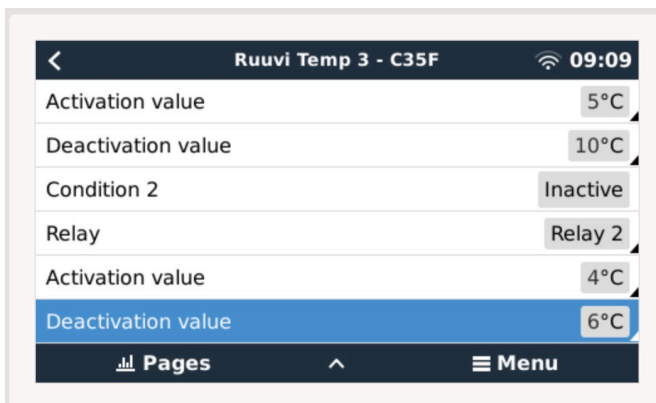 Ruuvi Temp 3 - C35F 09:09
Activation value 5°C
Deactivation value 10°C
Condition 2 Inactive
Relay Relay 2
Activation value 4°C
Deactivation value 6°C
Pages Menu